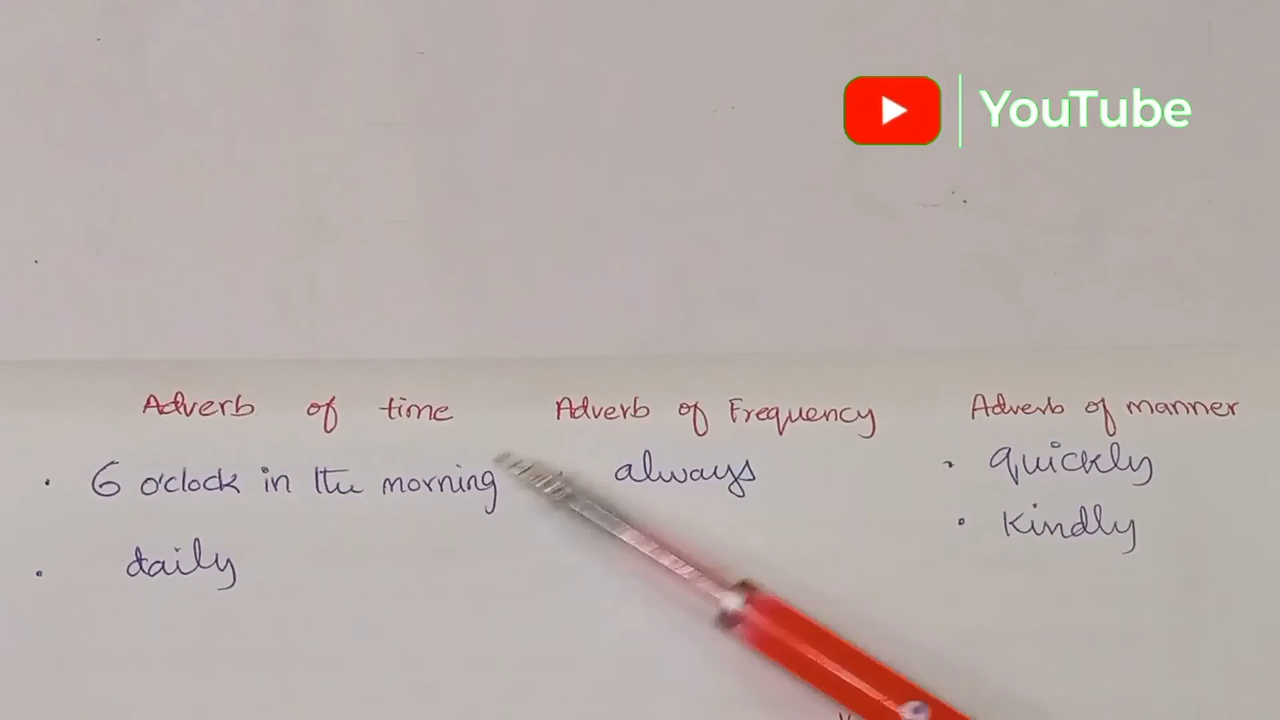 YouTube
Adverb of time Adverb of Frequency Adverb of manner
• 6 o'clock in the morning always • quickly
• daily • Kindly